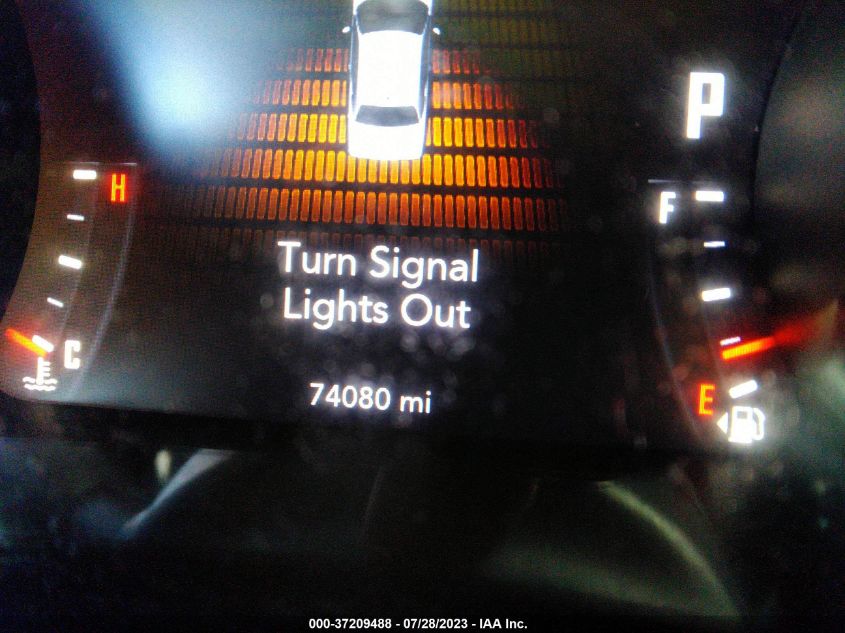 P
H
F
Turn Signal
Lights Out
C
74080 mi
E
000-37209488 - 07/28/2023 - IAA Inc.